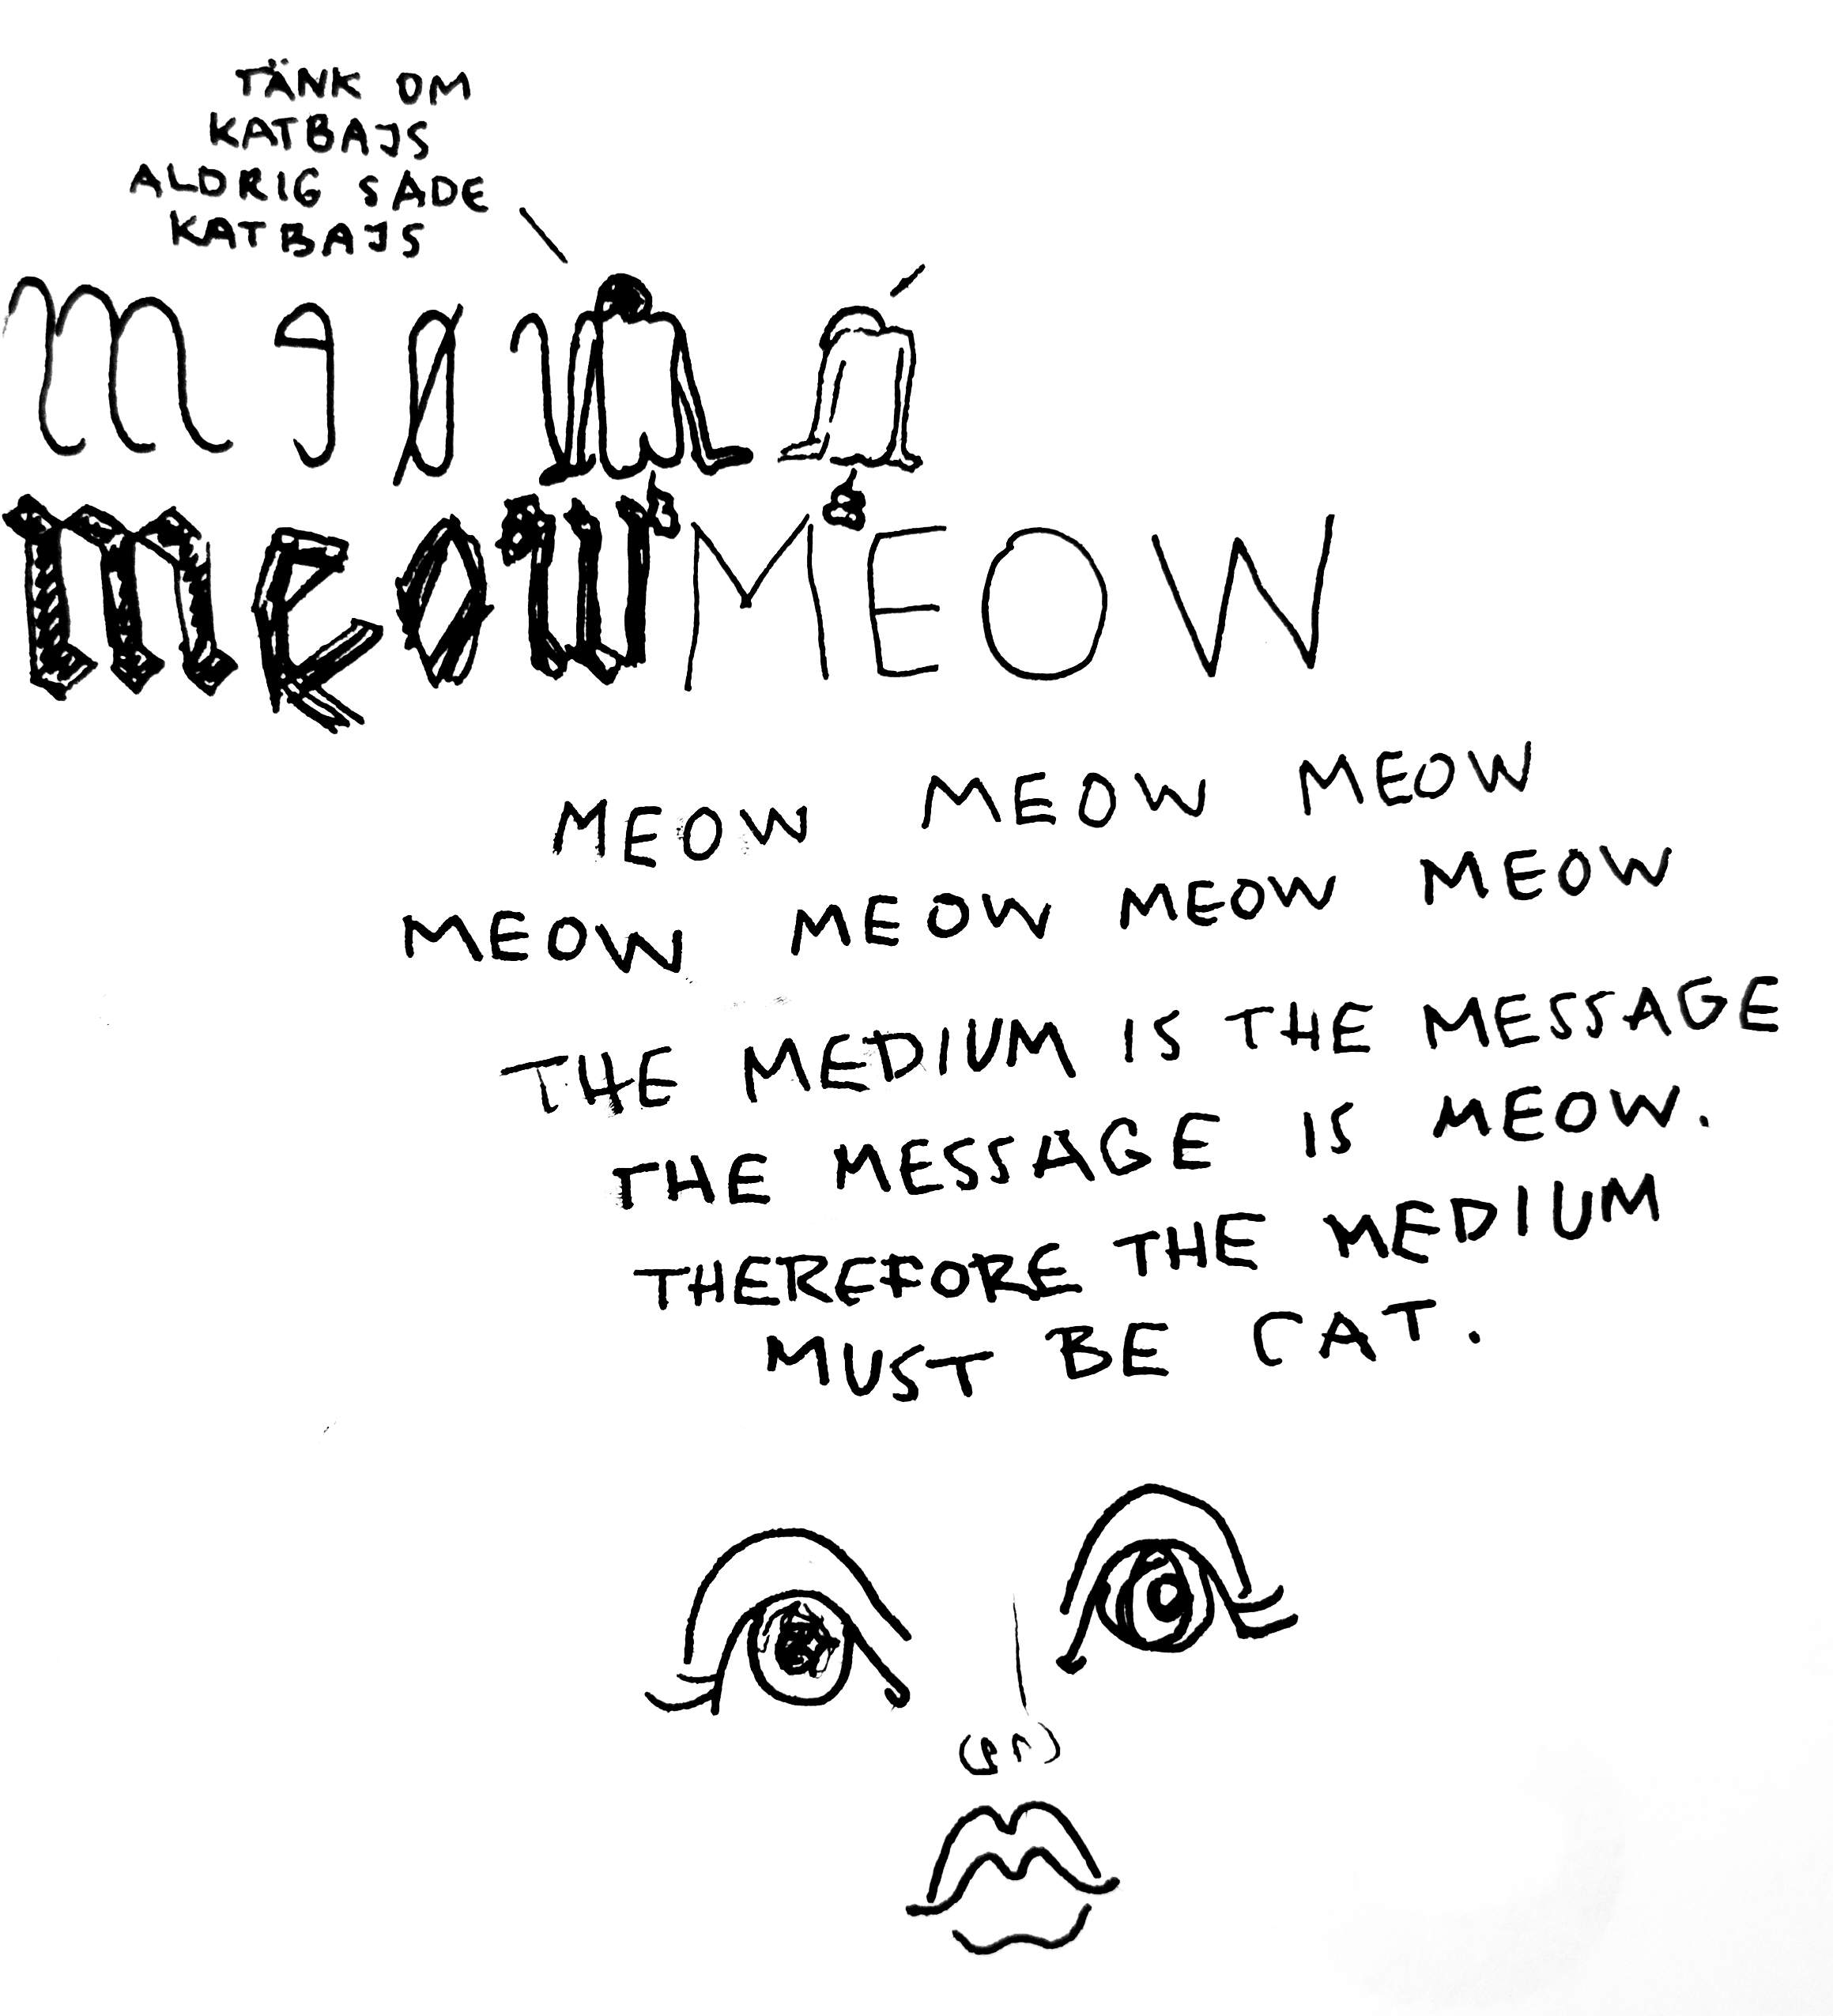 TÄNK OM
KATBAJS
ALDRIG SADE
KATBAJS
meow MEOW
MEOW MEOW MEOW
MEOW MEOW MEOW MEOW
THE MEDIUM IS THE MESSAGE
THE MESSAGE IS MEOW.
THEREFORE THE MEDIUM
MUST BE CAT.